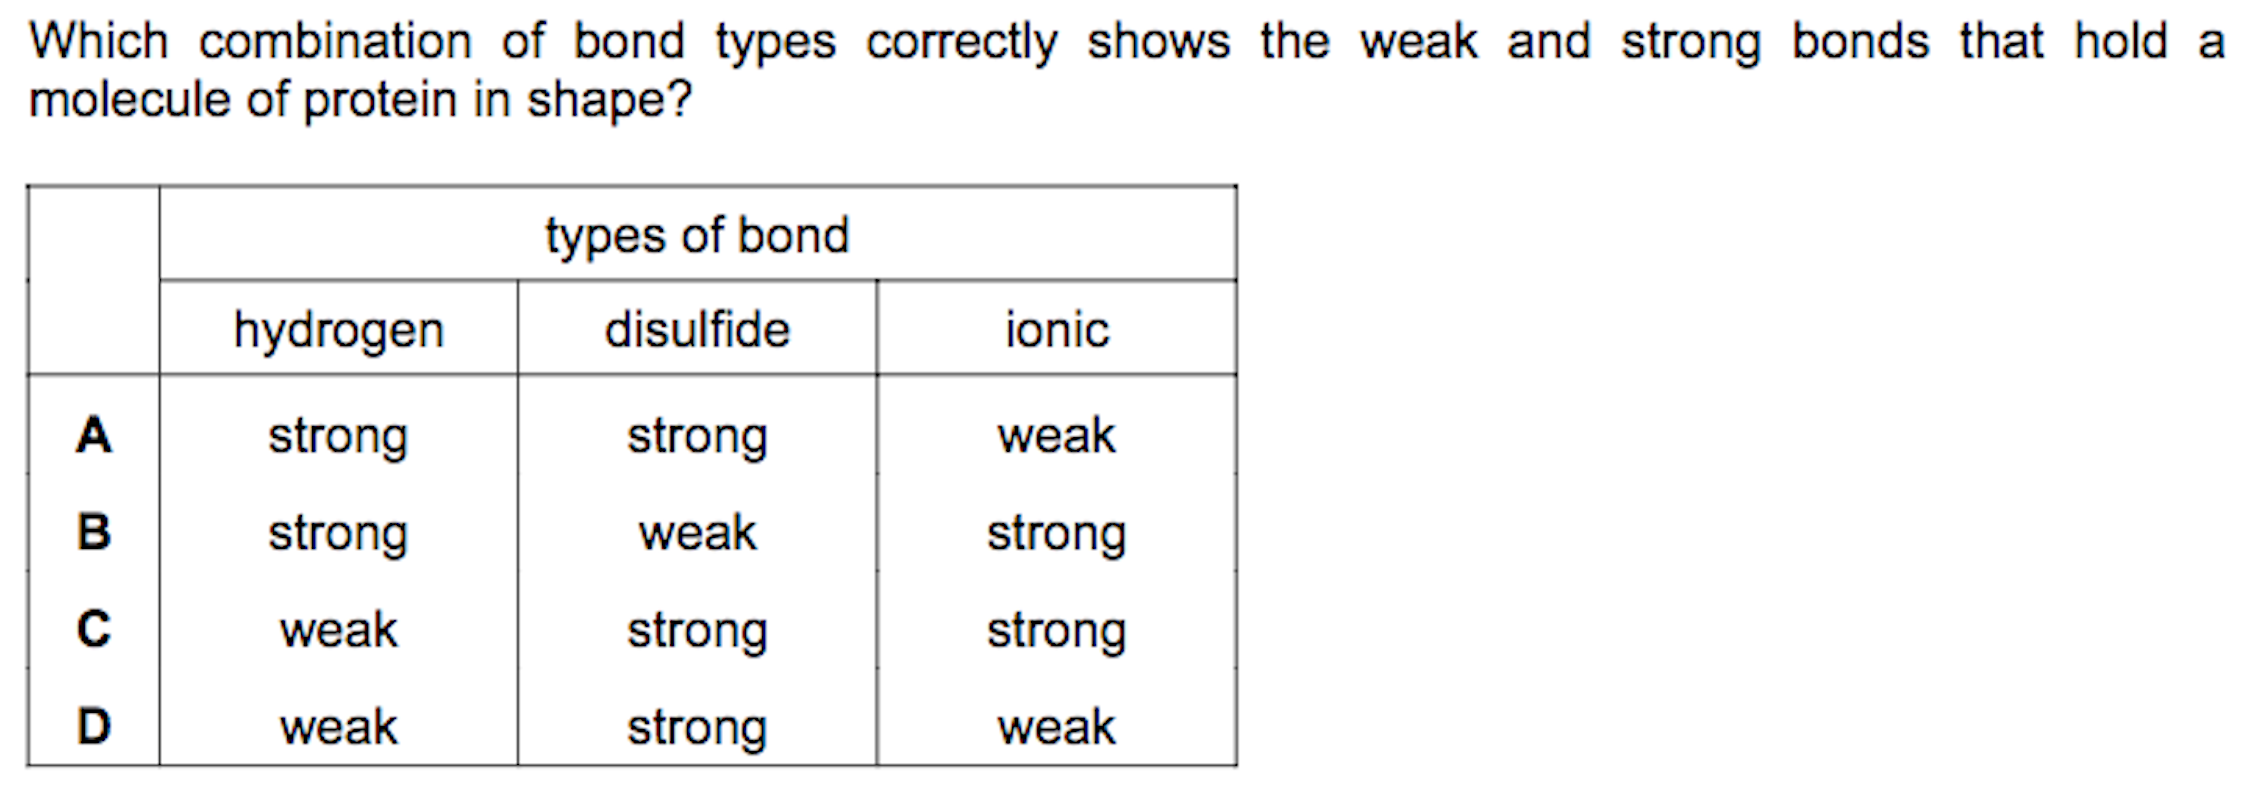 Which combination of bond types correctly shows the weak and strong bonds that hold a
molecule of protein in shape?
types of bond
hydrogen disulfide ionic
A strong strong weak
B strong weak strong
C weak strong strong
D weak strong weak